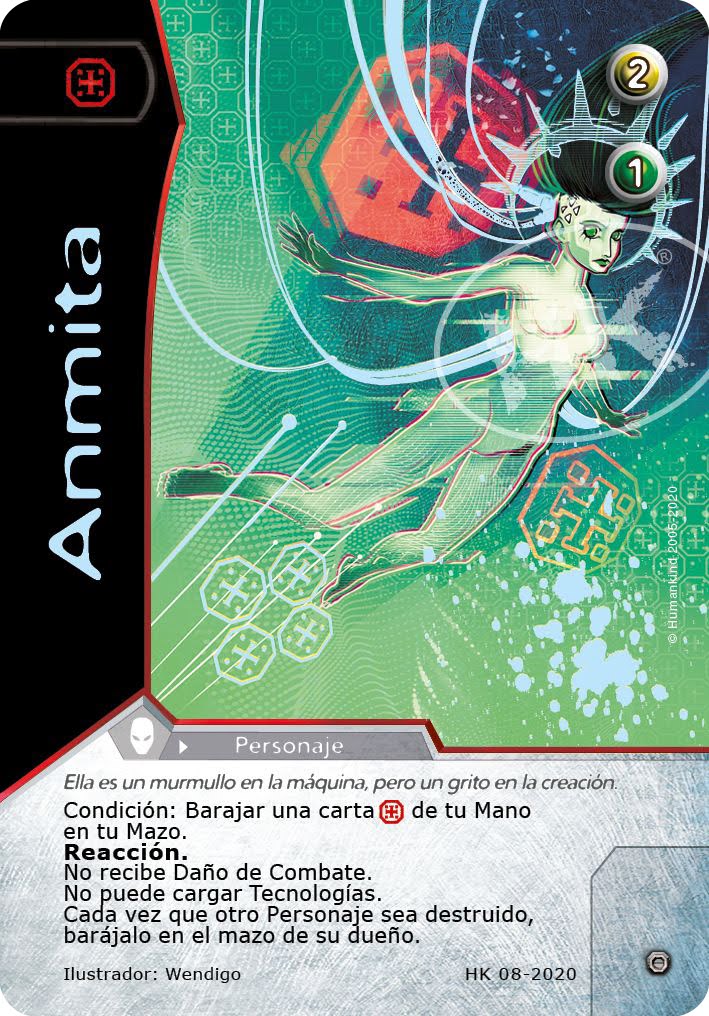 2
1
Anmita
HK®
© Humankind 2005-2020
Personaje
Ella es un murmullo en la máquina, pero un grito en la creación.
Condición: Barajar una carta de tu Mano
en tu Mazo.
Reacción.
No recibe Daño de Combate.
No puede cargar Tecnologías.
Cada vez que otro Personaje sea destruido,
barájalo en el mazo de su dueño.
Ilustrador: Wendigo
HK 08-2020